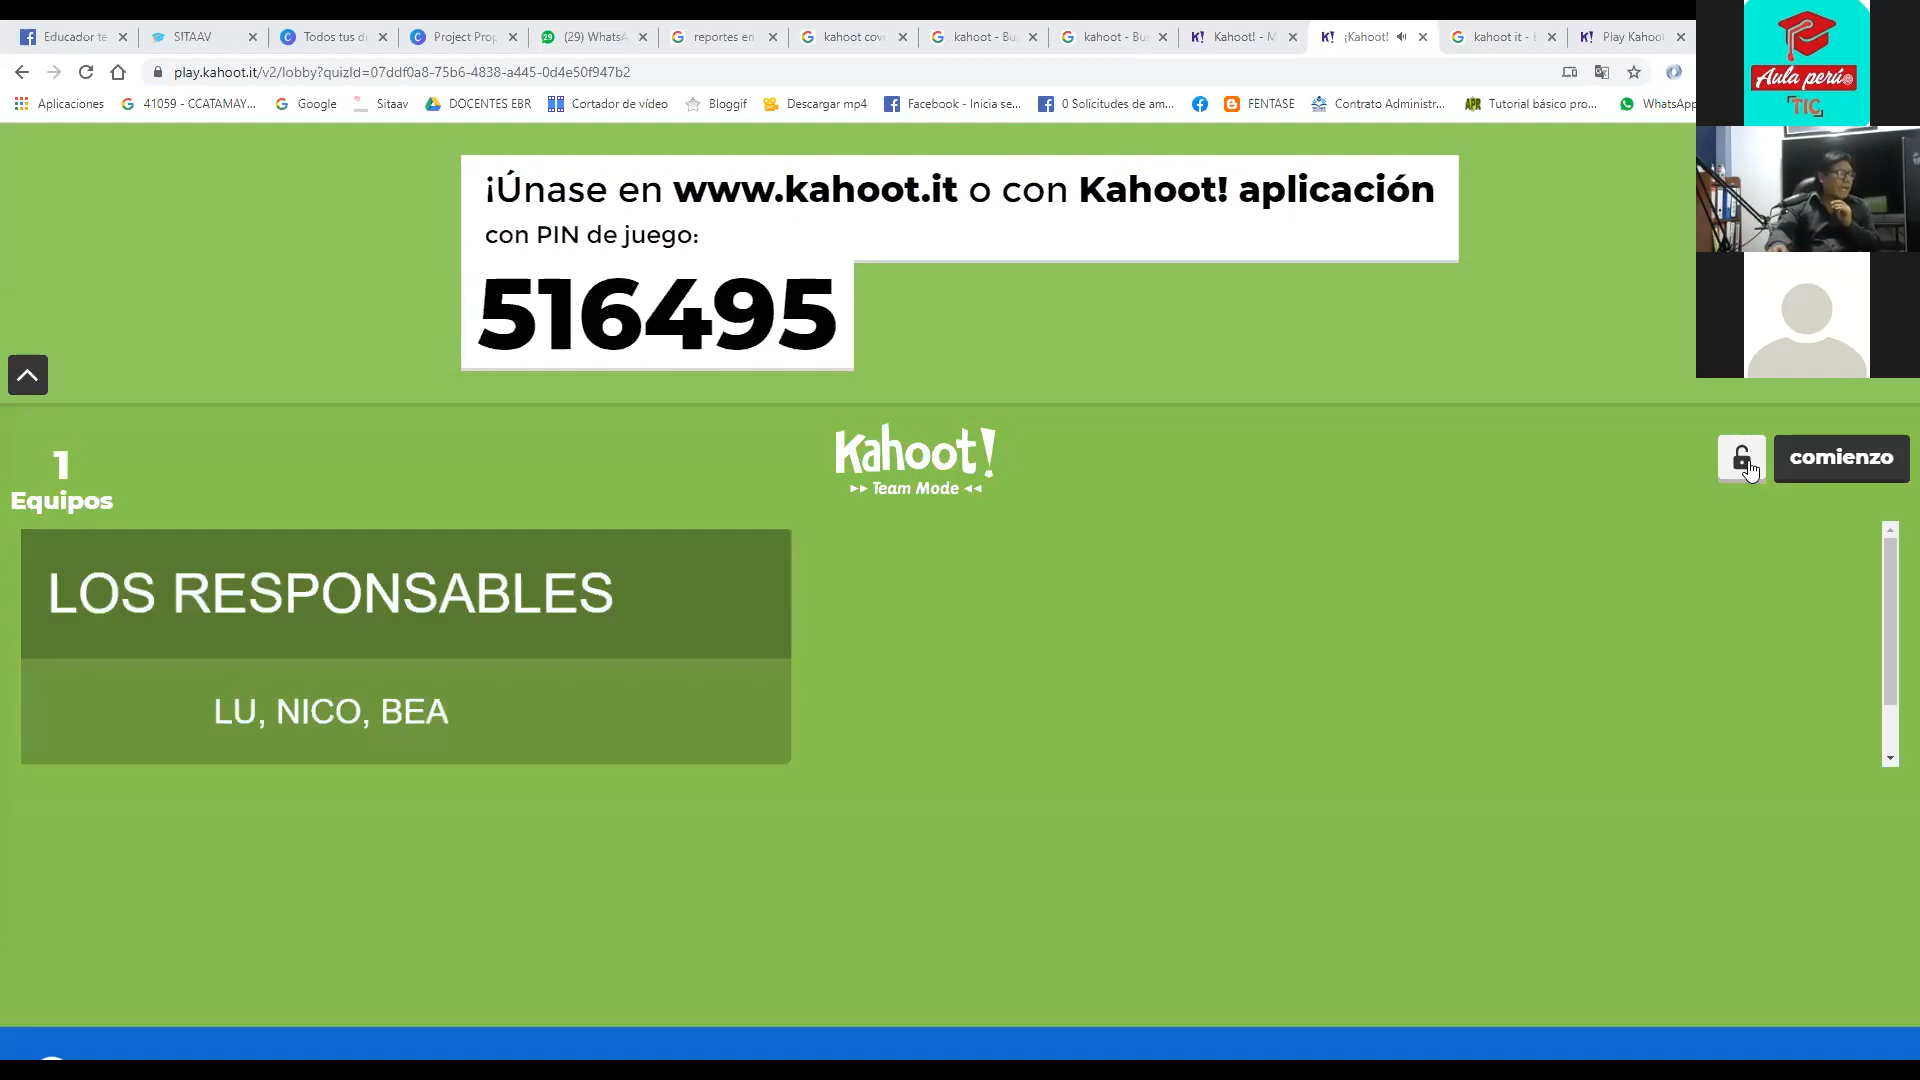 Educador te
SITAAV
Todos tus di
Project Prop
(29) WhatsA
reportes en
kahoot cov
kahoot - Bu
kahoot - Bus
Kahoot! - M
¡Kahoot!
kahoot it - B
Play Kahoot
play.kahoot.it/v2/lobby?quizId=07ddf0a8-75b6-4838-a445-0d4e50f947b2
Aplicaciones
41059 - CCATAMAY...
Google
Sitaav
DOCENTES EBR
Cortador de vídeo
Bloggif
Descargar mp4
Facebook - Inicia se...
0 Solicitudes de am...
FENTASE
Contrato Administr...
Tutorial básico pro...
WhatsApp
Aula perú
TIC
¡Únase en www.kahoot.it o con Kahoot! aplicación
con PIN de juego:
516495
1
Equipos
Kahoot!
Team Mode
comienzo
LOS RESPONSABLES
LU, NICO, BEA